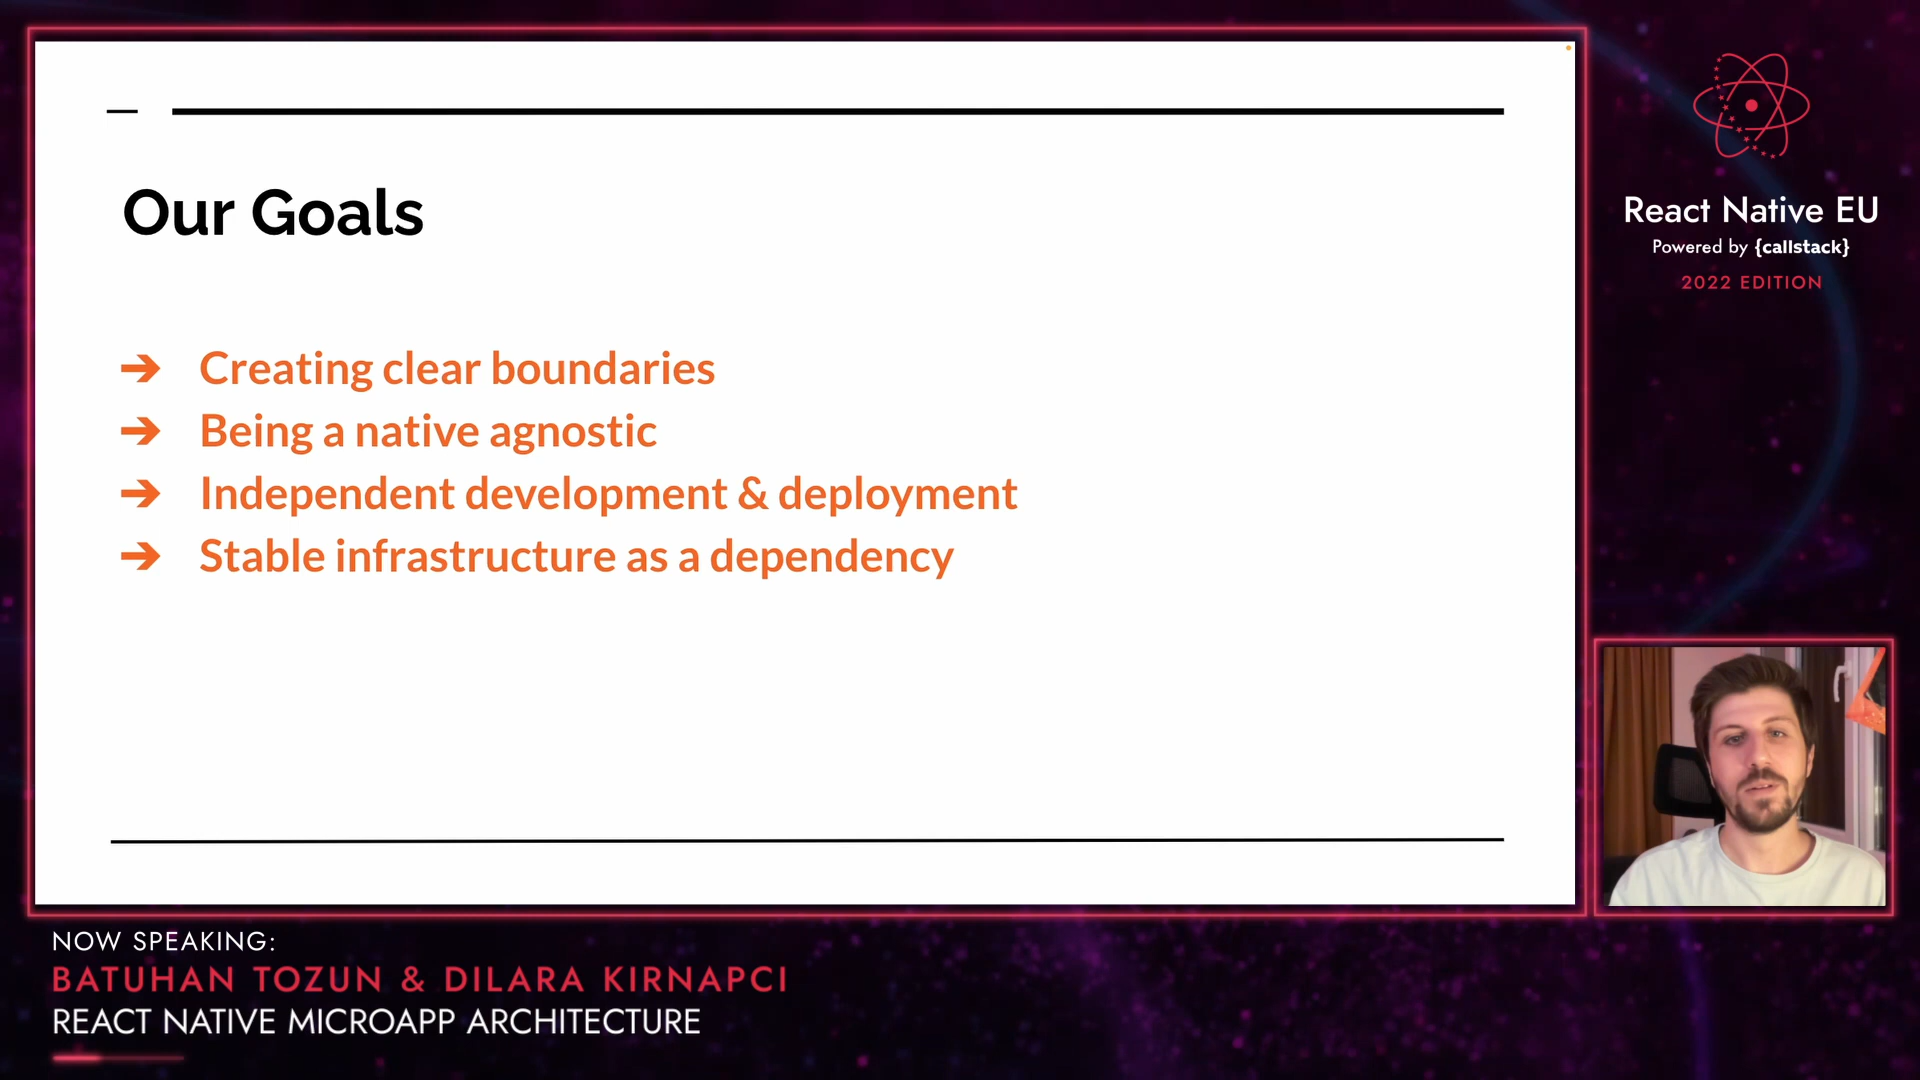 Our Goals
➔ Creating clear boundaries
➔ Being a native agnostic
➔ Independent development & deployment
➔ Stable infrastructure as a dependency
React Native EU
Powered by {callstack}
2022 EDITION
NOW SPEAKING:
BATUHAN TOZUN & DILARA KIRNAPCI
REACT NATIVE MICROAPP ARCHITECTURE